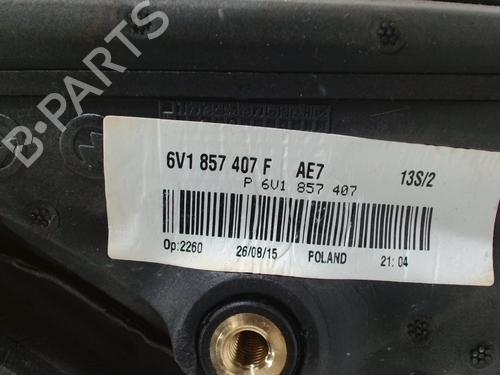 B-PARTS
6V1 857 407 F AE7 13S/2
P 6V1 857 407
Op:2260 26/08/15 POLAND 21:04